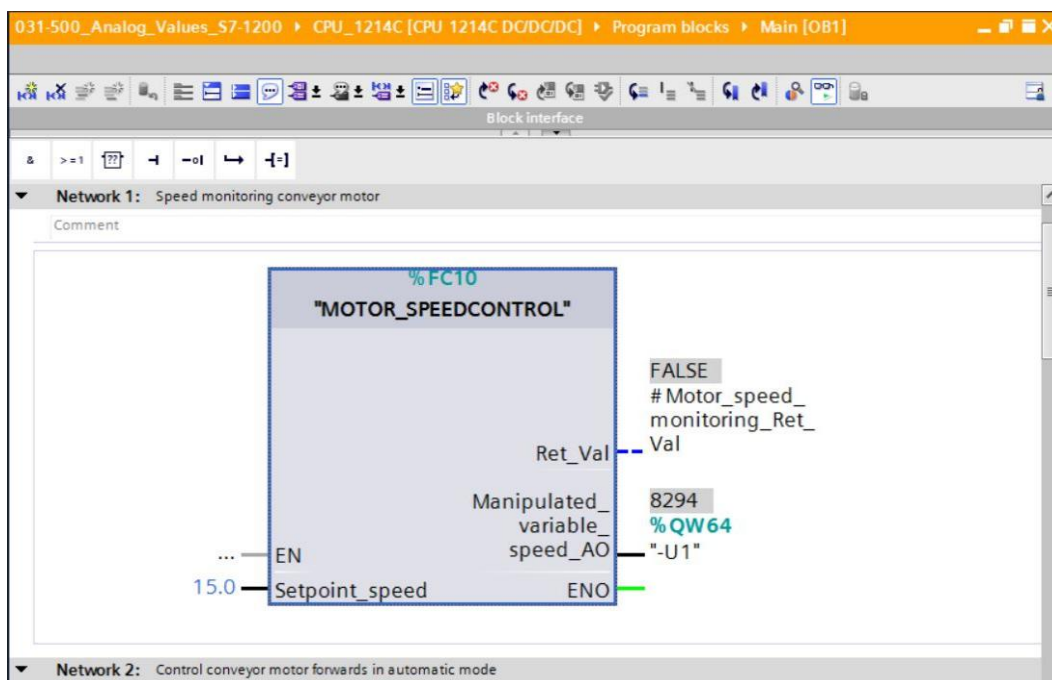 031-500_Analog_Values_S7-1200 ▸ CPU_1214C [CPU 1214C DC/DC/DC] ▸ Program blocks ▸ Main [OB1]
Block interface
& >=1 ?? ⊣ -o| ↦ -[=]
Network 1: Speed monitoring conveyor motor
Comment
%FC10
"MOTOR_SPEEDCONTROL"
FALSE
#Motor_speed_
monitoring_Ret_
Val
Ret_Val
Manipulated_
variable_
speed_AO
8294
%QW64
"-U1"
... EN
15.0 Setpoint_speed
ENO
Network 2: Control conveyor motor forwards in automatic mode